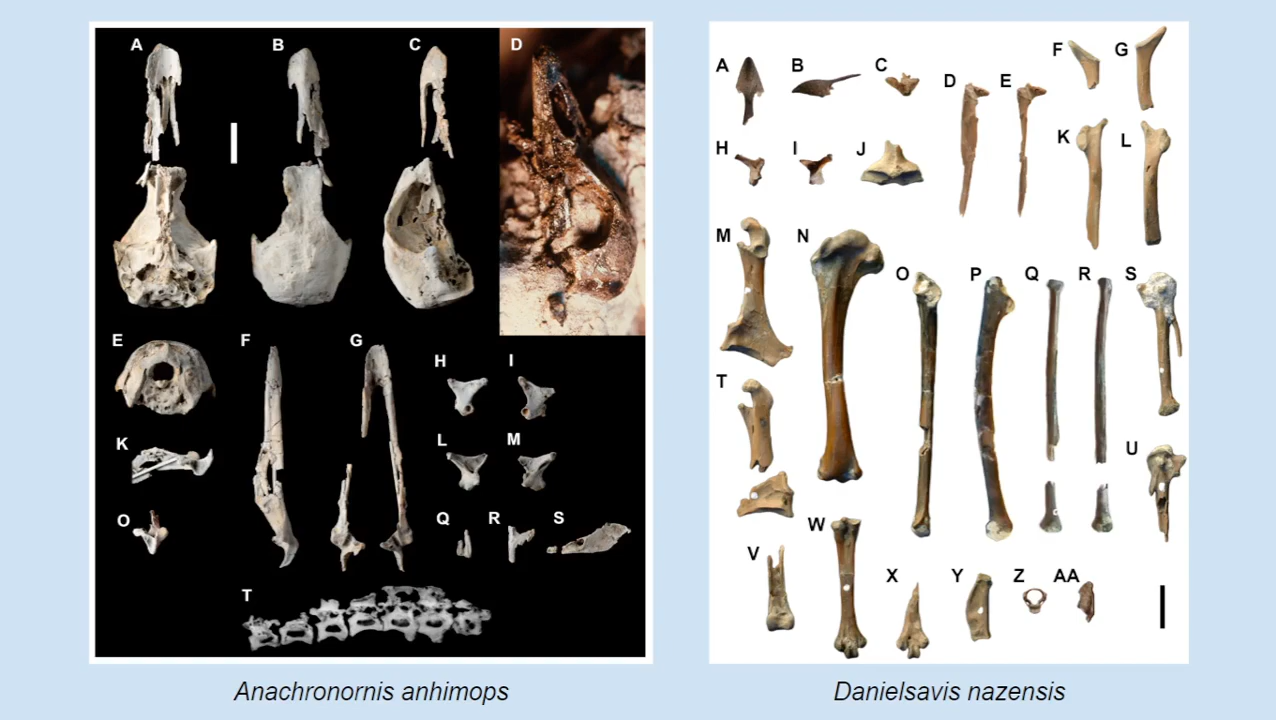 A B C D
E F G H I
K L M
O Q R S
T
Anachronornis anhimops
A B C D E F G
H I J K L
M N O P Q R S
T U
V W X Y Z AA
Danielsavis nazensis